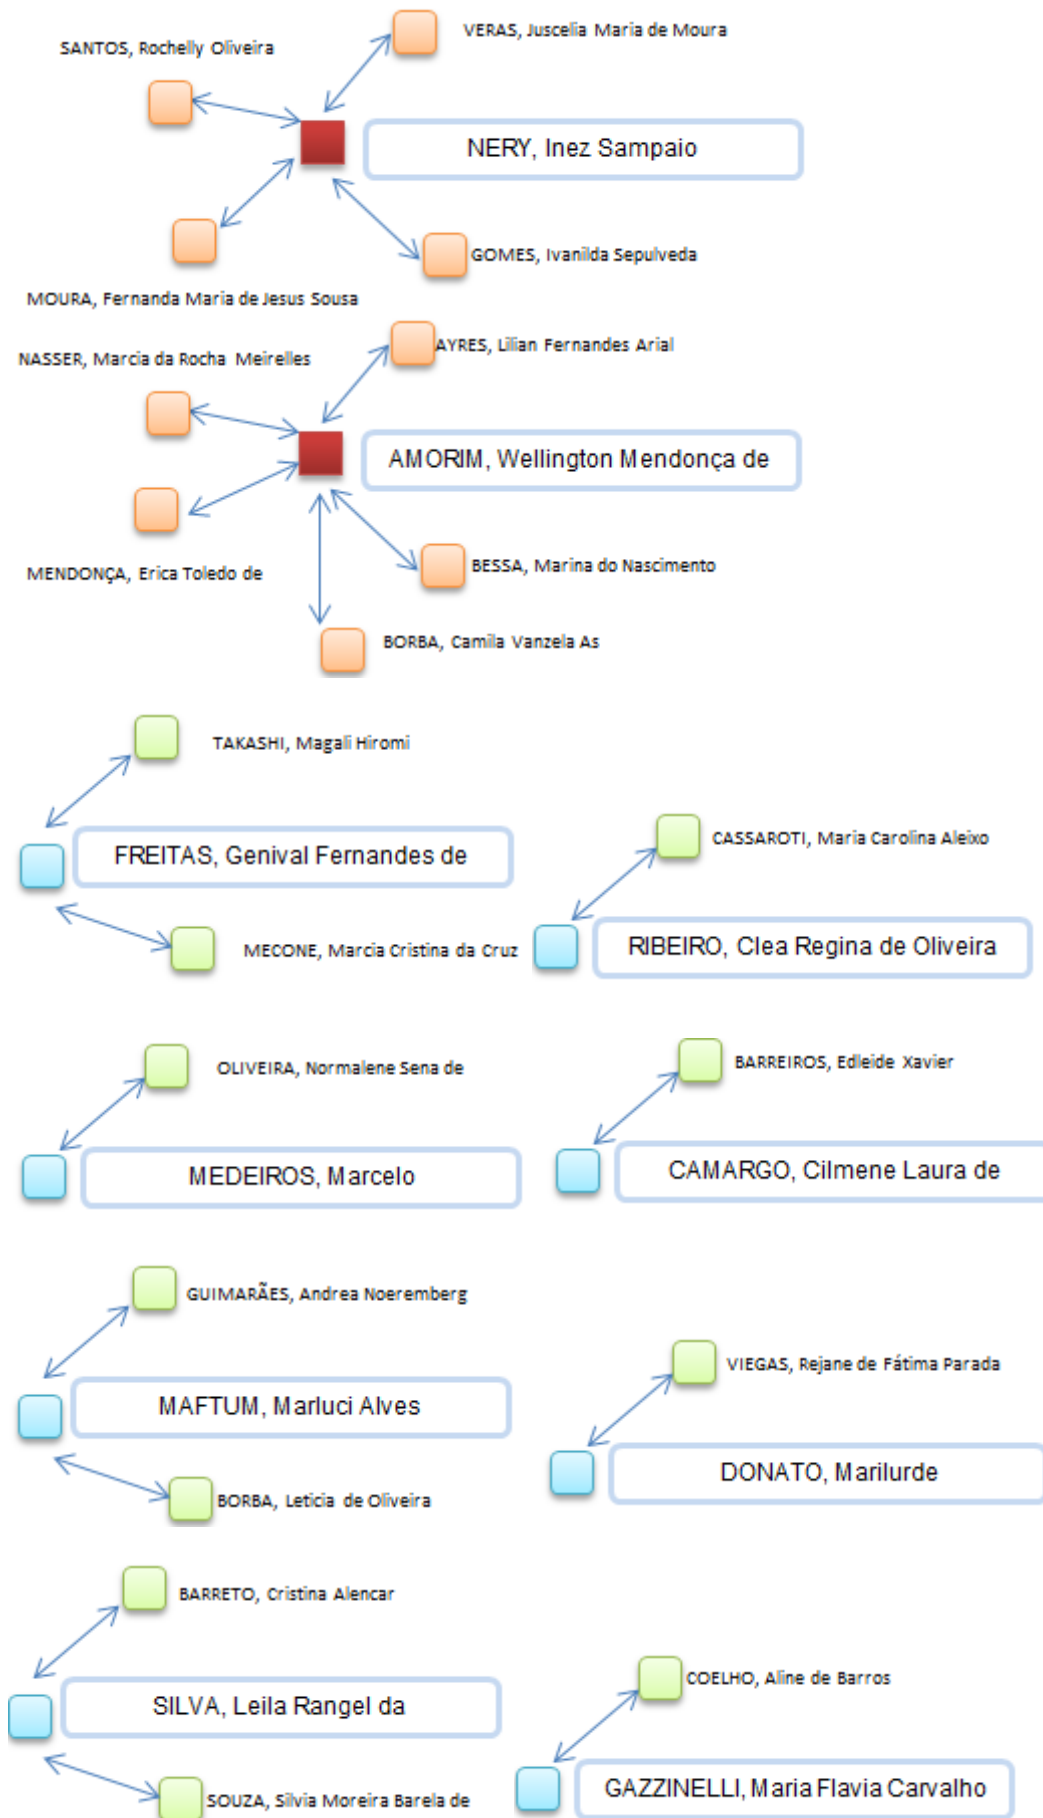 VERAS, Juscelia Maria de Moura
SANTOS, Rochelly Oliveira
NERY, Inez Sampaio
GOMES, Ivanilda Sepulveda
MOURA, Fernanda Maria de Jesus Sousa
AYRES, Lilian Fernandes Arial
NASSER, Marcia da Rocha Meirelles
AMORIM, Wellington Mendonça de
BESSA, Marina do Nascimento
MENDONÇA, Erica Toledo de
BORBA, Camila Vanzela As
TAKASHI, Magali Hiromi
FREITAS, Genival Fernandes de
MECONE, Marcia Cristina da Cruz
CASSAROTI, Maria Carolina Aleixo
RIBEIRO, Clea Regina de Oliveira
OLIVEIRA, Normalene Sena de
MEDEIROS, Marcelo
BARREIROS, Edleide Xavier
CAMARGO, Cilmene Laura de
GUIMARÃES, Andrea Noeremberg
MAFTUM, Marluci Alves
BORBA, Leticia de Oliveira
VIEGAS, Rejane de Fátima Parada
DONATO, Marilurde
BARRETO, Cristina Alencar
SILVA, Leila Rangel da
SOUZA, Silvia Moreira Barela de
COELHO, Aline de Barros
GAZZINELLI, Maria Flavia Carvalho